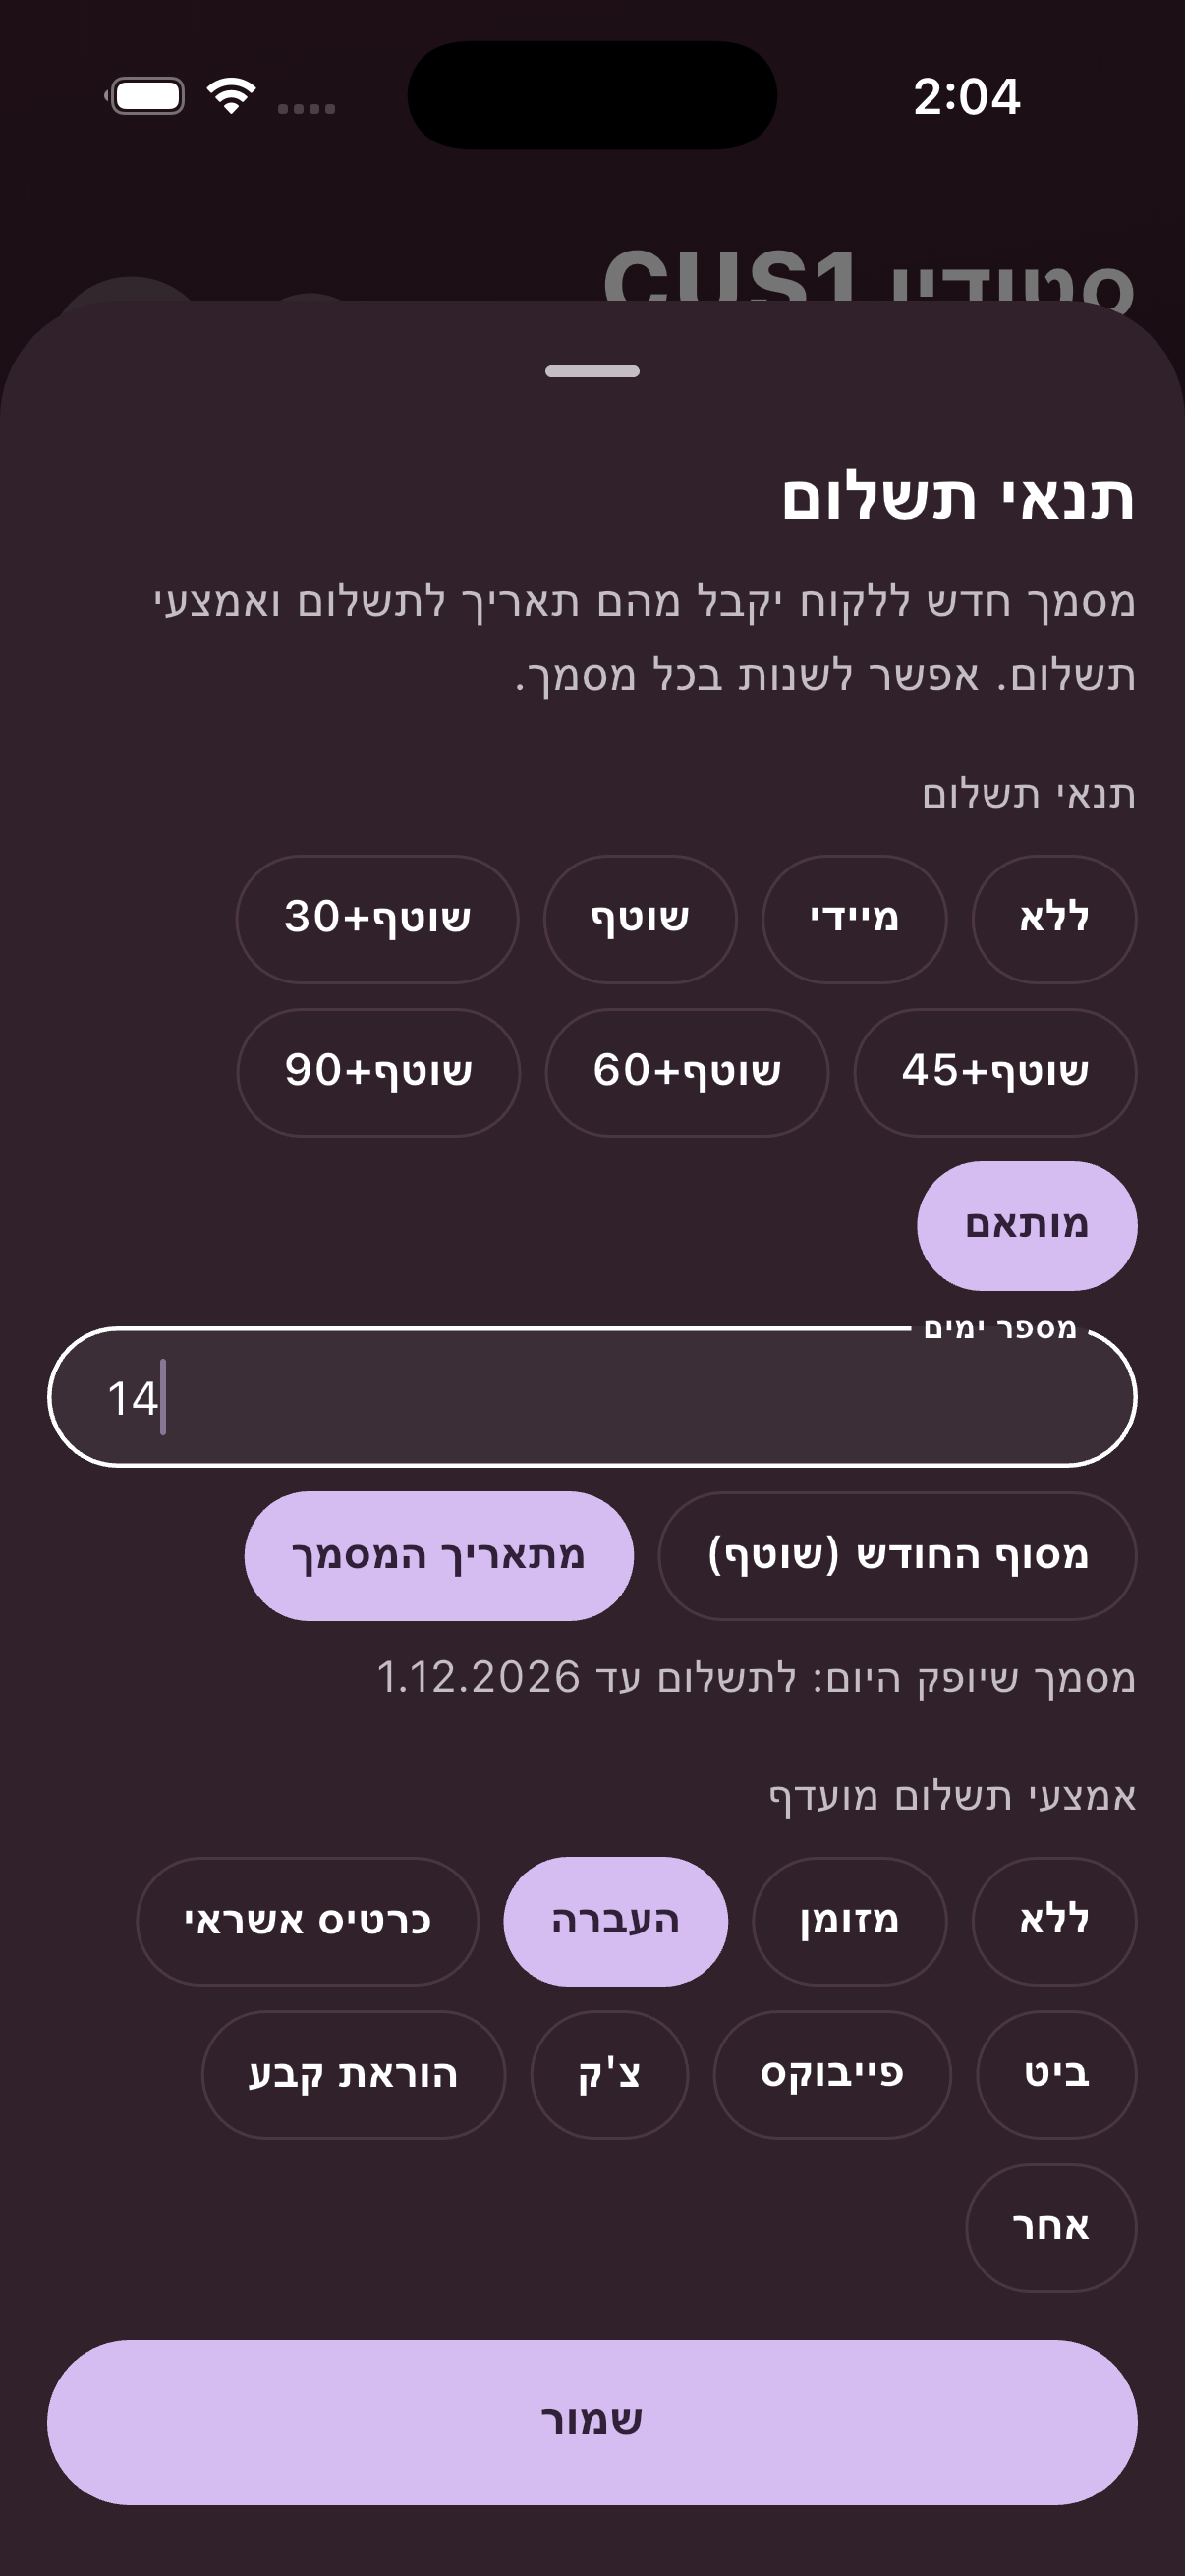 2:04
סטודיו CUS1
תנאי תשלום
מסמך חדש ללקוח יקבל מהם תאריך לתשלום ואמצעי
תשלום. אפשר לשנות בכל מסמך.
תנאי תשלום
ללא מיידי שוטף שוטף+30
שוטף+45 שוטף+60 שוטף+90
מותאם
מספר ימים
14
מסוף החודש (שוטף) מתאריך המסמך
מסמך שיופק היום: לתשלום עד 1.12.2026
אמצעי תשלום מועדף
ללא מזומן העברה כרטיס אשראי
ביט פייבוקס צ'ק הוראת קבע
אחר
שמור